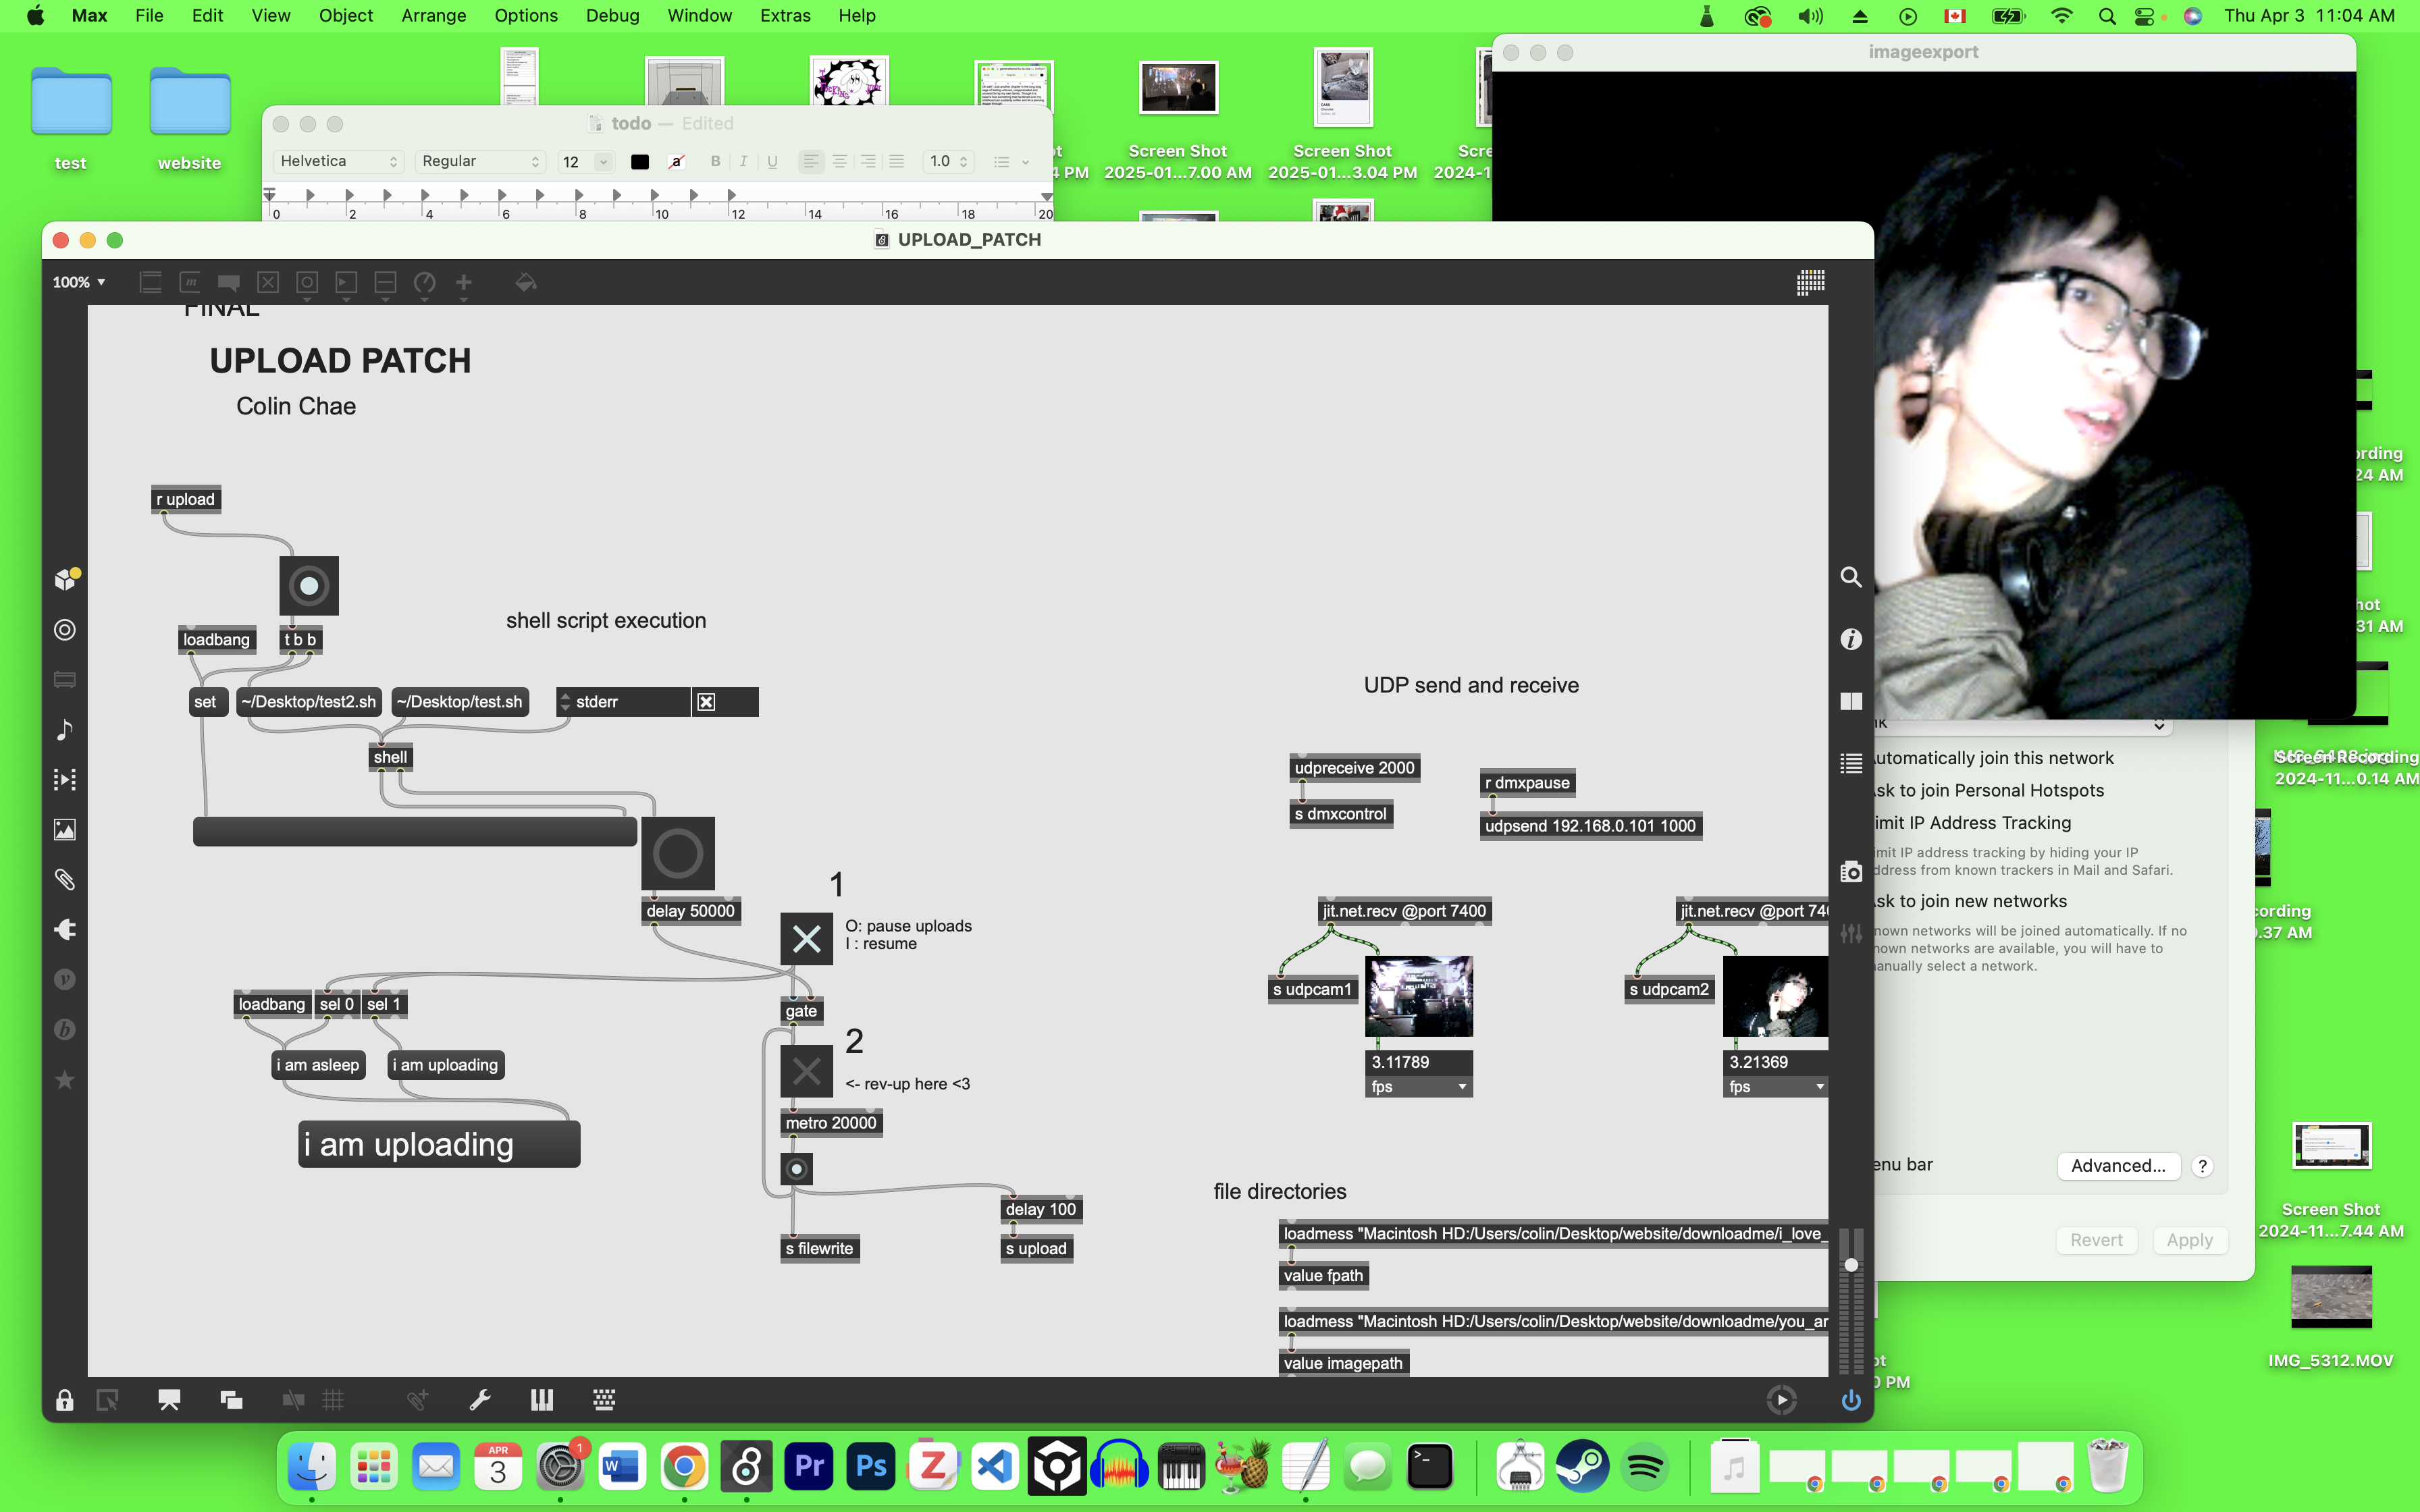 Max File Edit View Object Arrange Options Debug Window Extras Help
Thu Apr 3 11:04 AM
test
website
Screen Shot
2025-01...7.00 AM
Screen Shot
2025-01...3.04 PM
4 PM
2024-1
todo — Edited
Helvetica Regular 12 a B I U 1.0
0 2 4 6 8 10 12 14 16 18 20
imageexport
UPLOAD_PATCH
100%
FINAL
UPLOAD PATCH
Colin Chae
r upload
loadbang
t b b
shell script execution
set
~/Desktop/test2.sh
~/Desktop/test.sh
stderr
shell
delay 50000
1
O: pause uploads
I : resume
loadbang
sel 0
sel 1
gate
i am asleep
i am uploading
i am uploading
2
<- rev-up here <3
metro 20000
delay 100
s filewrite
s upload
UDP send and receive
udpreceive 2000
s dmxcontrol
r dmxpause
udpsend 192.168.0.101 1000
jit.net.recv @port 7400
s udpcam1
3.11789
fps
jit.net.recv @port 740
s udpcam2
3.21369
fps
file directories
loadmess "Macintosh HD:/Users/colin/Desktop/website/downloadme/i_love_
value fpath
loadmess "Macintosh HD:/Users/colin/Desktop/website/downloadme/you_ar
value imagepath
utomatically join this network
sk to join Personal Hotspots
imit IP Address Tracking
imit IP address tracking by hiding your IP
ddress from known trackers in Mail and Safari.
sk to join new networks
nown networks will be joined automatically. If no
nown networks are available, you will have to
anually select a network.
enu bar
Advanced...
?
Revert
Apply
ording
24 AM
hot
31 AM
Screen Recording
2024-11...0.14 AM
cording
0.37 AM
Screen Shot
2024-11...7.44 AM
IMG_5312.MOV
ot
0 PM
APR
3
1
W
Pr
Ps
Z